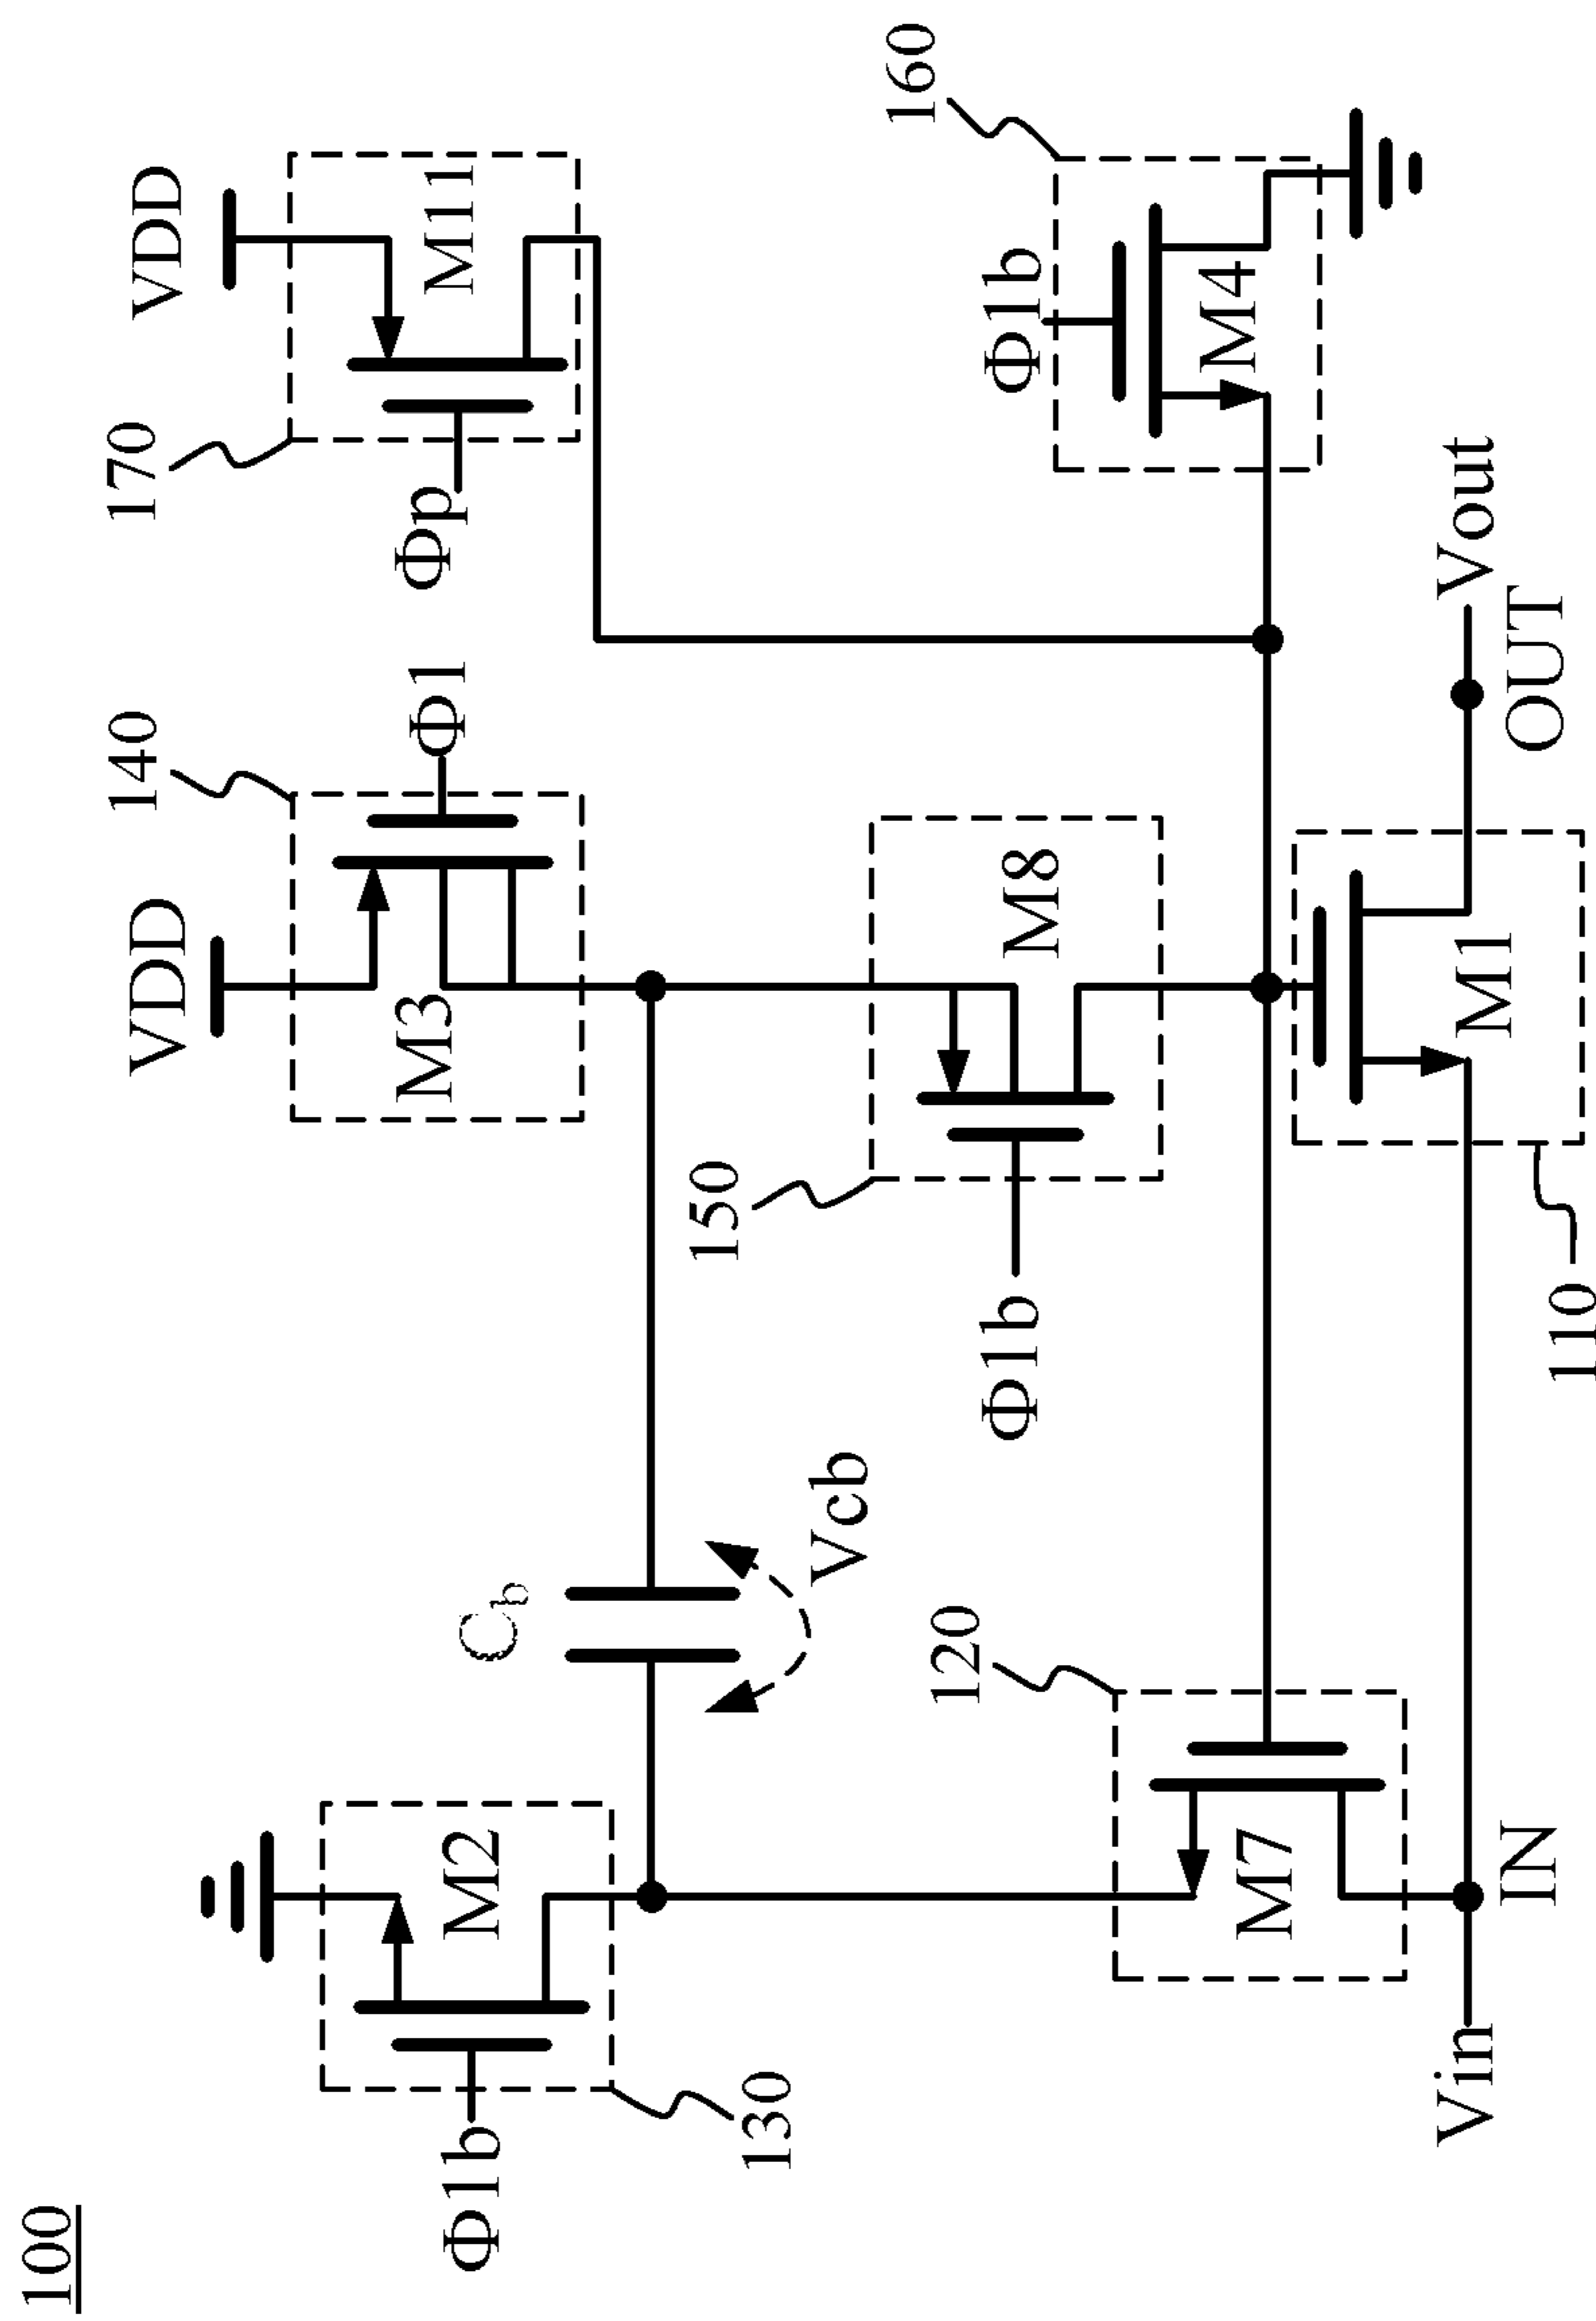 100
VDD
VDD
170
M11
Φp
140
Φ1
M3
160
Φ1b
M4
Cb
Vcb
M2
130
Φ1b
150
M8
Φ1b
120
M7
M1
110
Vin
IN
Vout
OUT